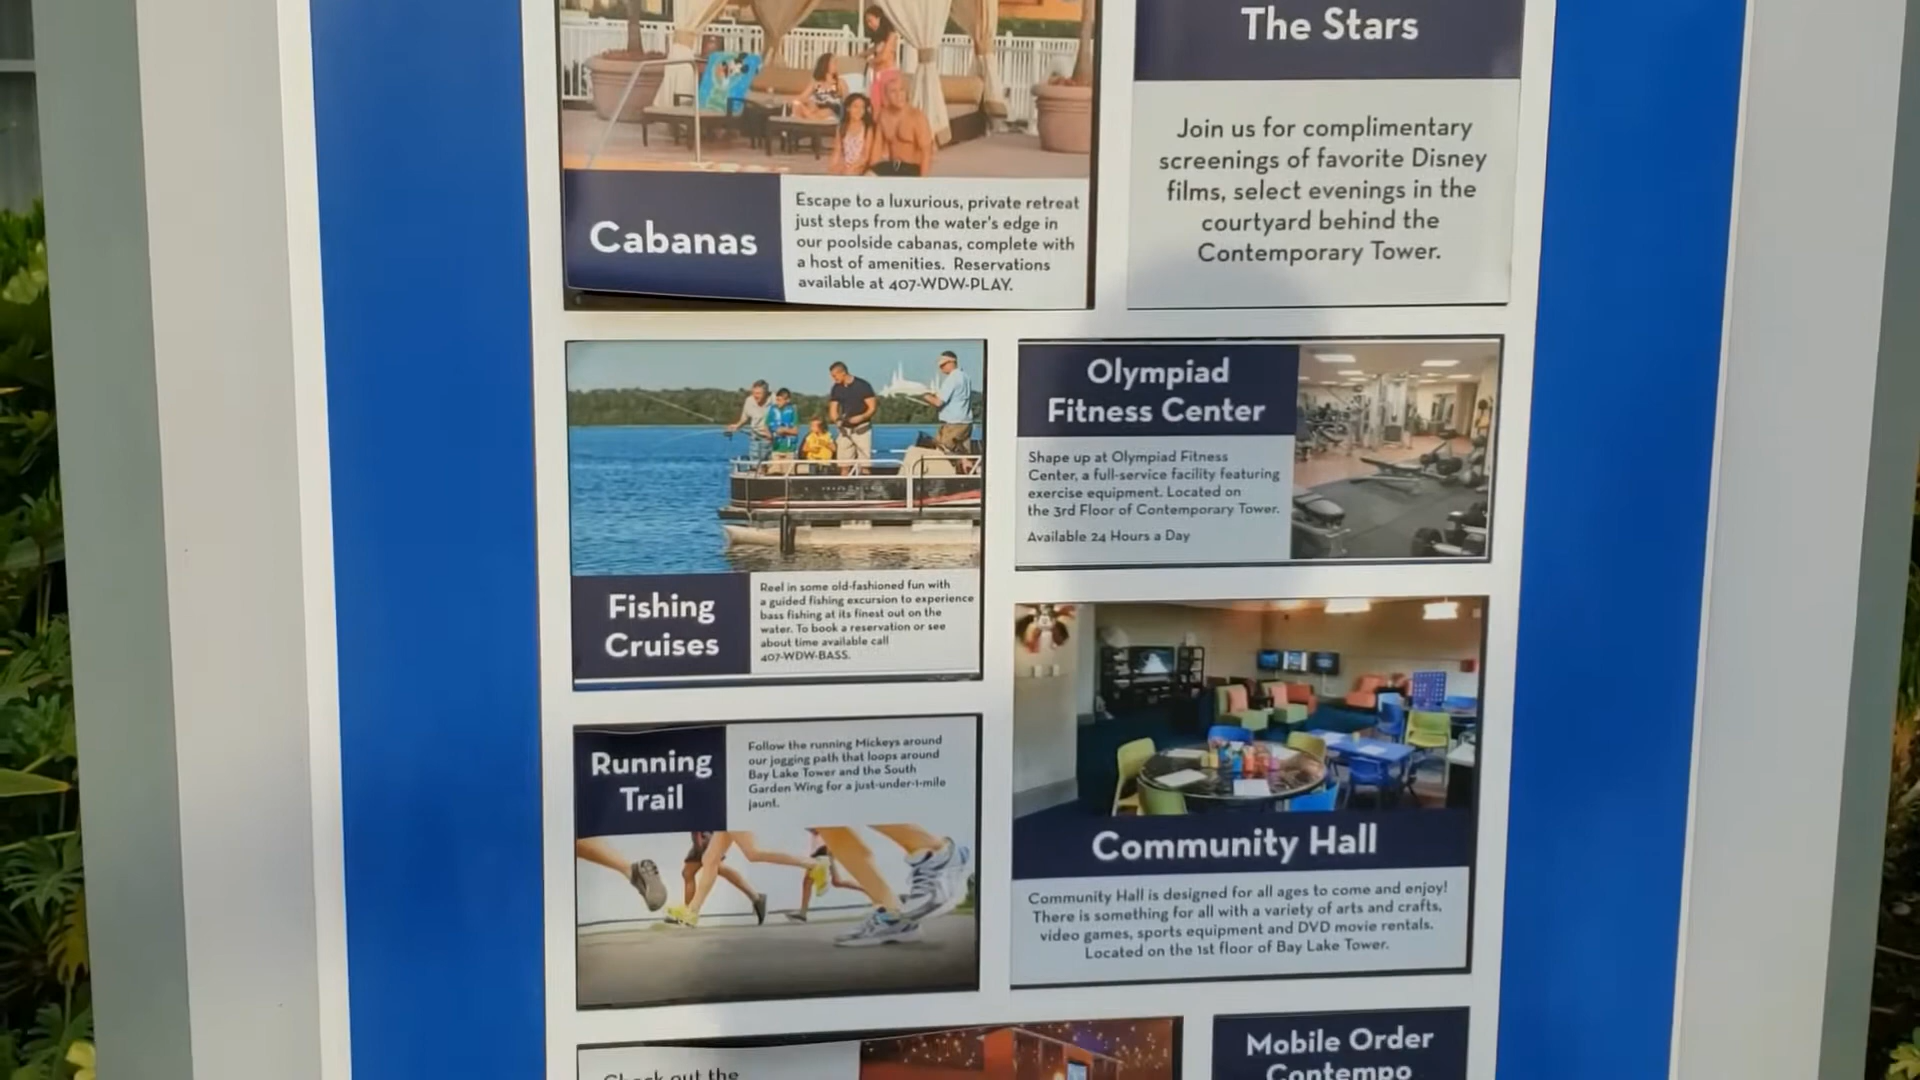 The Stars
Join us for complimentary
screenings of favorite Disney
films, select evenings in the
courtyard behind the
Contemporary Tower.
Cabanas
Escape to a luxurious, private retreat
just steps from the water's edge in
our poolside cabanas, complete with
a host of amenities. Reservations
available at 407-WDW-PLAY.
Olympiad
Fitness Center
Shape up at Olympiad Fitness
Center, a full-service facility featuring
exercise equipment. Located on
the 3rd Floor of Contemporary Tower.
Available 24 Hours a Day
Fishing
Cruises
Reel in some old-fashioned fun with
a guided fishing excursion to experience
bass fishing at its finest out on the
water. To book a reservation or see
about time available call
407-WDW-BASS.
Running
Trail
Follow the running Mickeys around
our jogging path that loops around
Bay Lake Tower and the South
Garden Wing for a just-under-1-mile
jaunt.
Community Hall
Community Hall is designed for all ages to come and enjoy!
There is something for all with a variety of arts and crafts,
video games, sports equipment and DVD movie rentals.
Located on the 1st floor of Bay Lake Tower.
Check out the
Mobile Order
Contempo